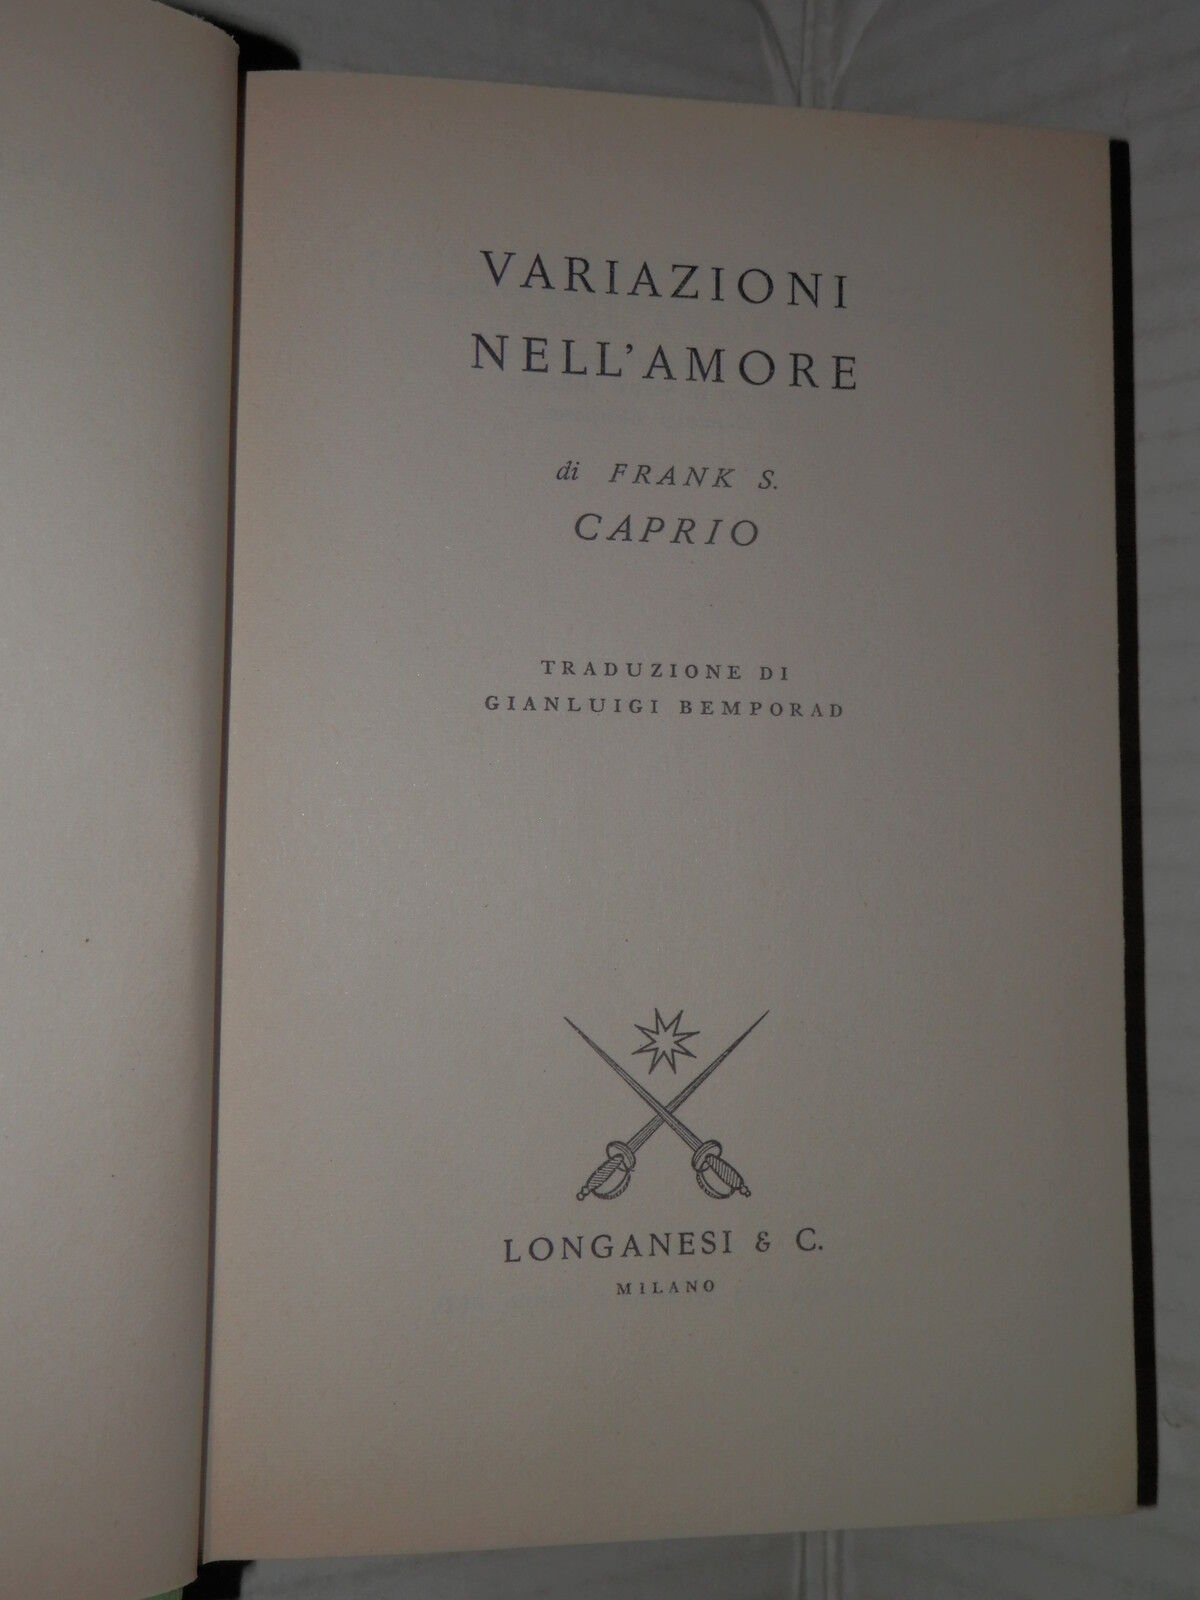 VARIAZIONI
NELL'AMORE
di FRANK S.
CAPRIO
TRADUZIONE DI
GIANLUIGI BEMPORAD
LONGANESI & C.
MILANO